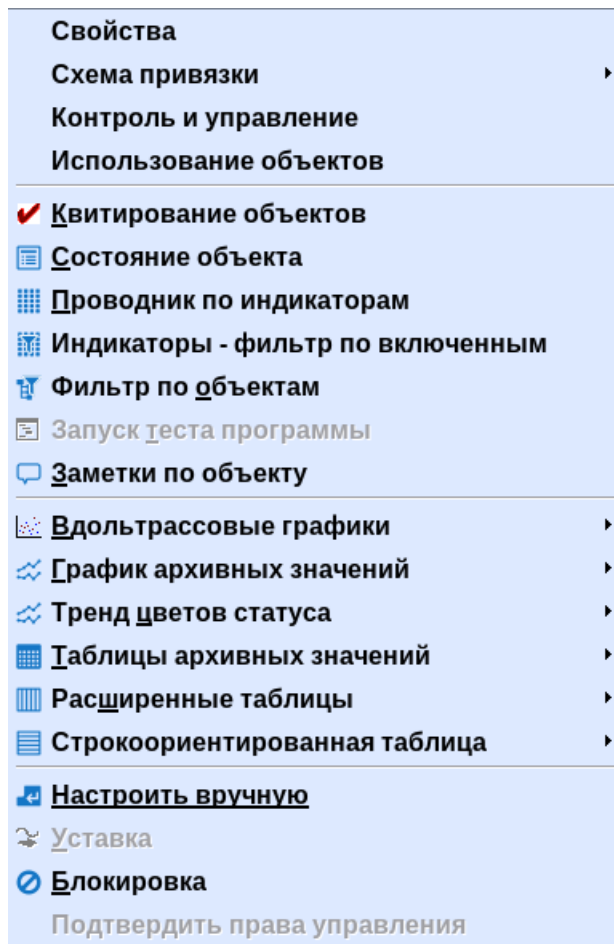 Свойства
Схема привязки
Контроль и управление
Использование объектов
Квитирование объектов
Состояние объекта
Проводник по индикаторам
Индикаторы - фильтр по включенным
Фильтр по объектам
Запуск теста программы
Заметки по объекту
Вдольтрассовые графики
График архивных значений
Тренд цветов статуса
Таблицы архивных значений
Расширенные таблицы
Строкоориентированная таблица
Настроить вручную
Уставка
Блокировка
Подтвердить права управления